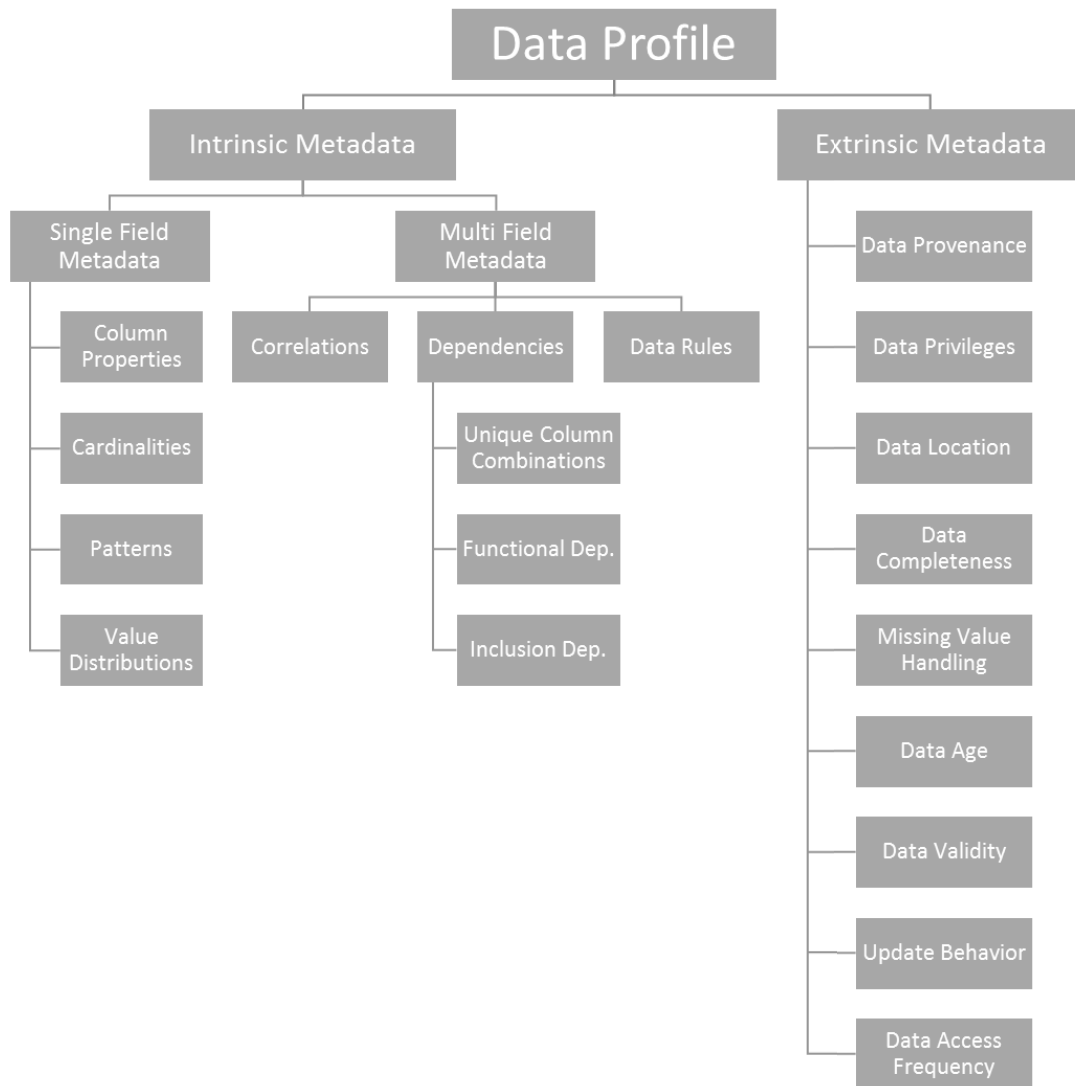 Data Profile
Intrinsic Metadata
Extrinsic Metadata
Single Field
Metadata
Multi Field
Metadata
Column
Properties
Cardinalities
Patterns
Value
Distributions
Correlations
Dependencies
Data Rules
Unique Column
Combinations
Functional Dep.
Inclusion Dep.
Data Provenance
Data Privileges
Data Location
Data
Completeness
Missing Value
Handling
Data Age
Data Validity
Update Behavior
Data Access
Frequency